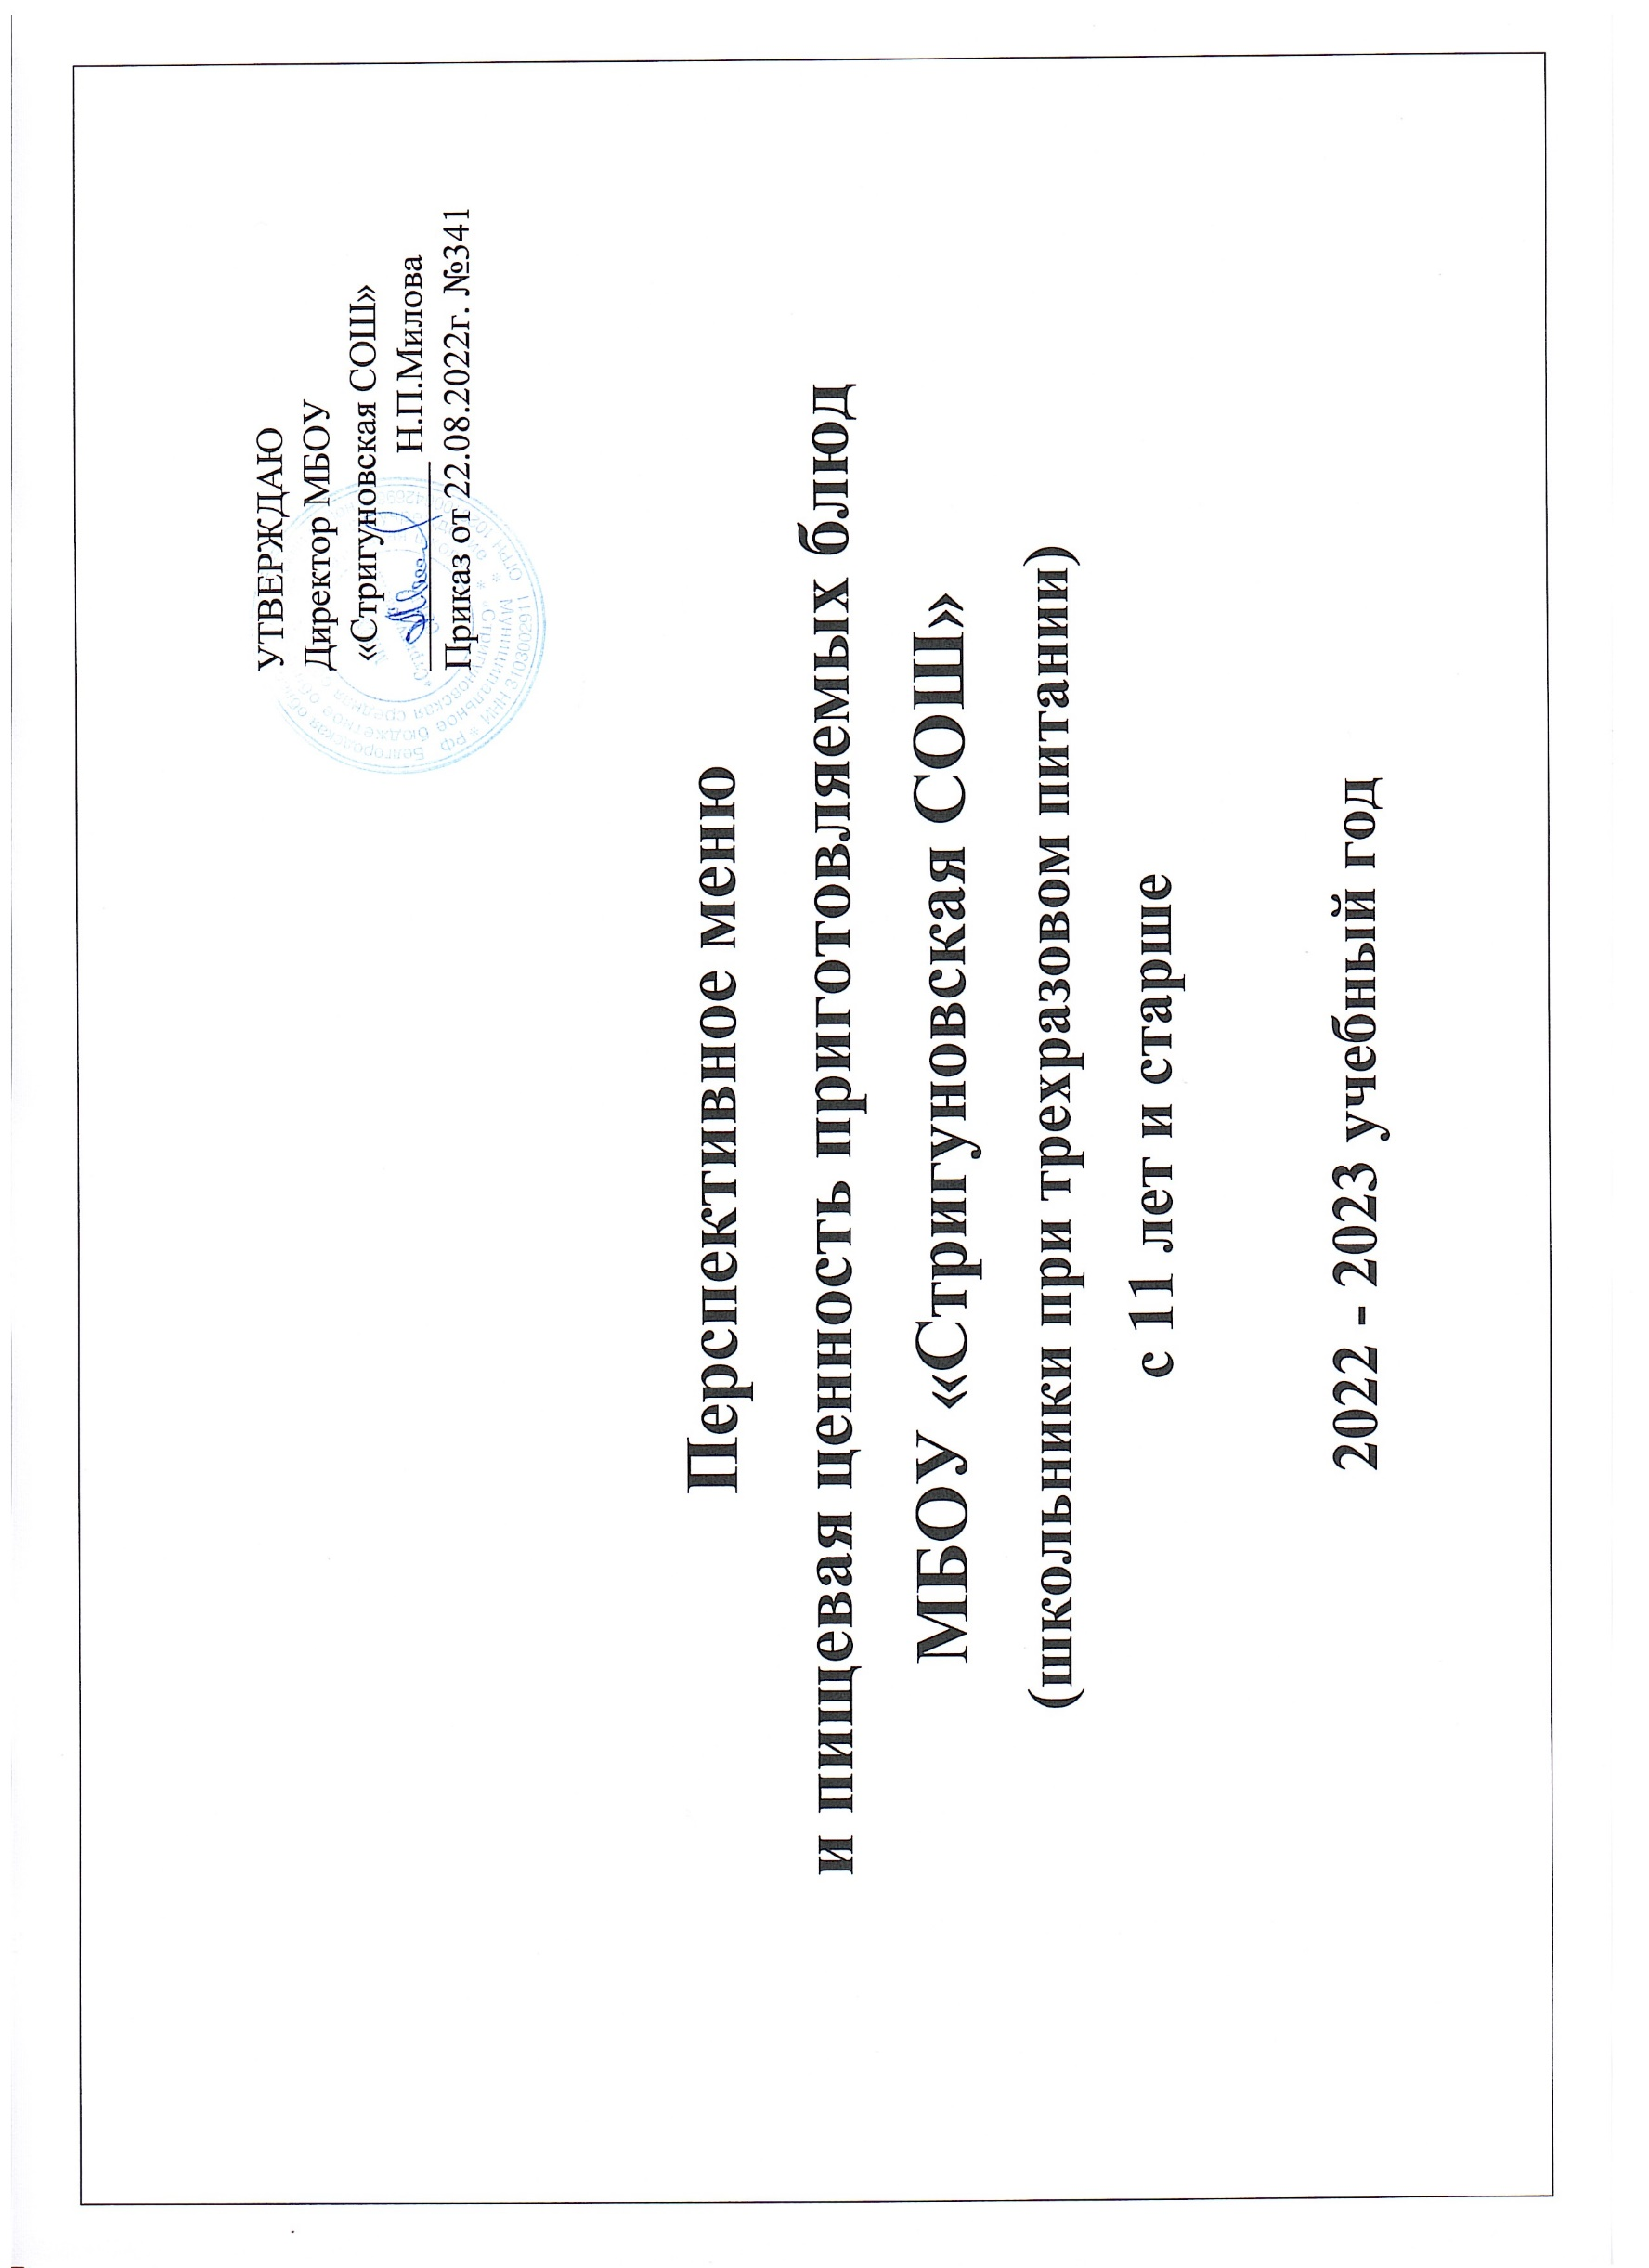 УТВЕРЖДАЮ
Директор МБОУ
«Стригуновская СОШ»
Н.П.Милова
Приказ от 22.08.2022г. №341
Перспективное меню
и пищевая ценность приготовляемых блюд
МБОУ «Стригуновская СОШ»
(школьники при трехразовом питании)
с 11 лет и старше
2022 - 2023 учебный год